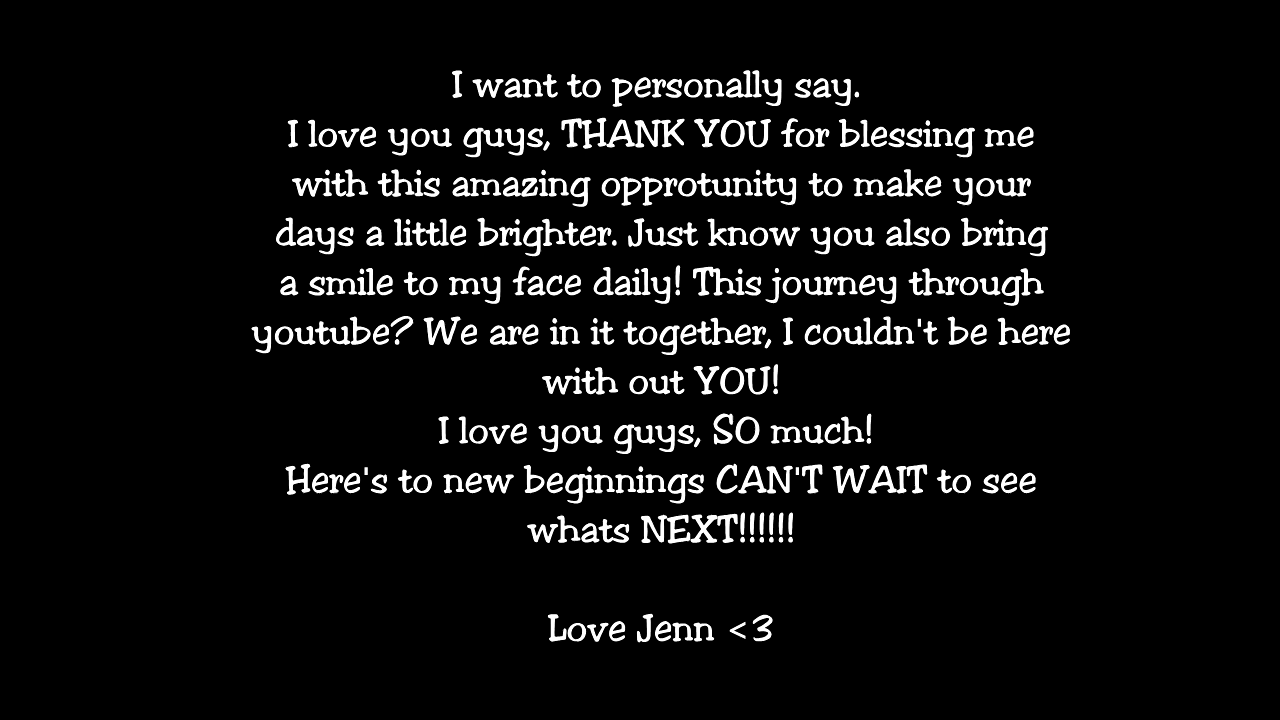 I want to personally say.
I love you guys, THANK YOU for blessing me
with this amazing opprotunity to make your
days a little brighter. Just know you also bring
a smile to my face daily! This journey through
youtube? We are in it together, I couldn't be here
with out YOU!
I love you guys, SO much!
Here's to new beginnings CAN'T WAIT to see
whats NEXT!!!!!!
Love Jenn <3